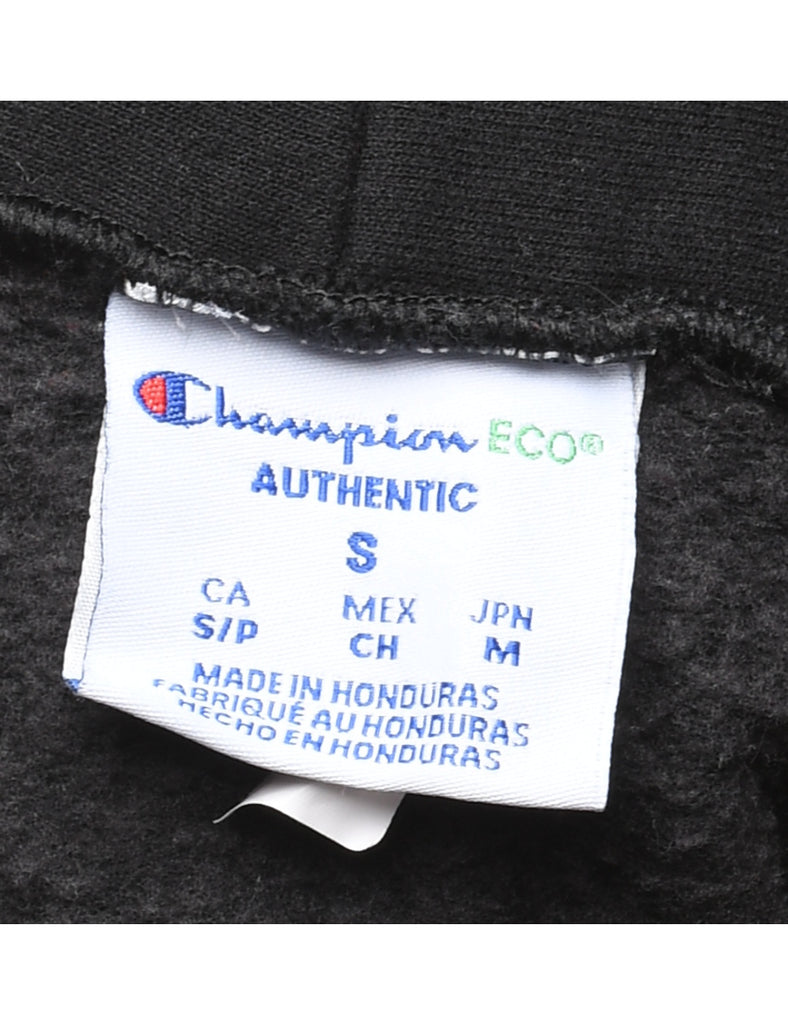 Champion ECO®
AUTHENTIC
S
CA MEX JPN
S/P CH M
MADE IN HONDURAS
FABRIQUÉ AU HONDURAS
HECHO EN HONDURAS